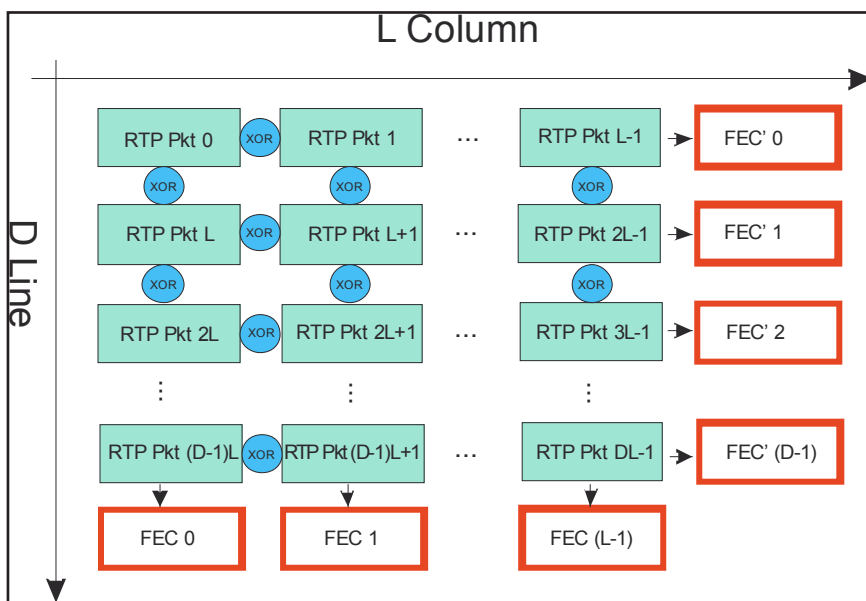 L Column
D Line
RTP Pkt 0 XOR RTP Pkt 1 ... RTP Pkt L-1 FEC' 0
XOR XOR XOR
RTP Pkt L XOR RTP Pkt L+1 ... RTP Pkt 2L-1 FEC' 1
XOR XOR XOR
RTP Pkt 2L XOR RTP Pkt 2L+1 ... RTP Pkt 3L-1 FEC' 2
⋮ ⋮ ⋮
RTP Pkt (D-1)L XOR RTP Pkt (D-1)L+1 ... RTP Pkt DL-1 FEC' (D-1)
FEC 0 FEC 1 FEC (L-1)